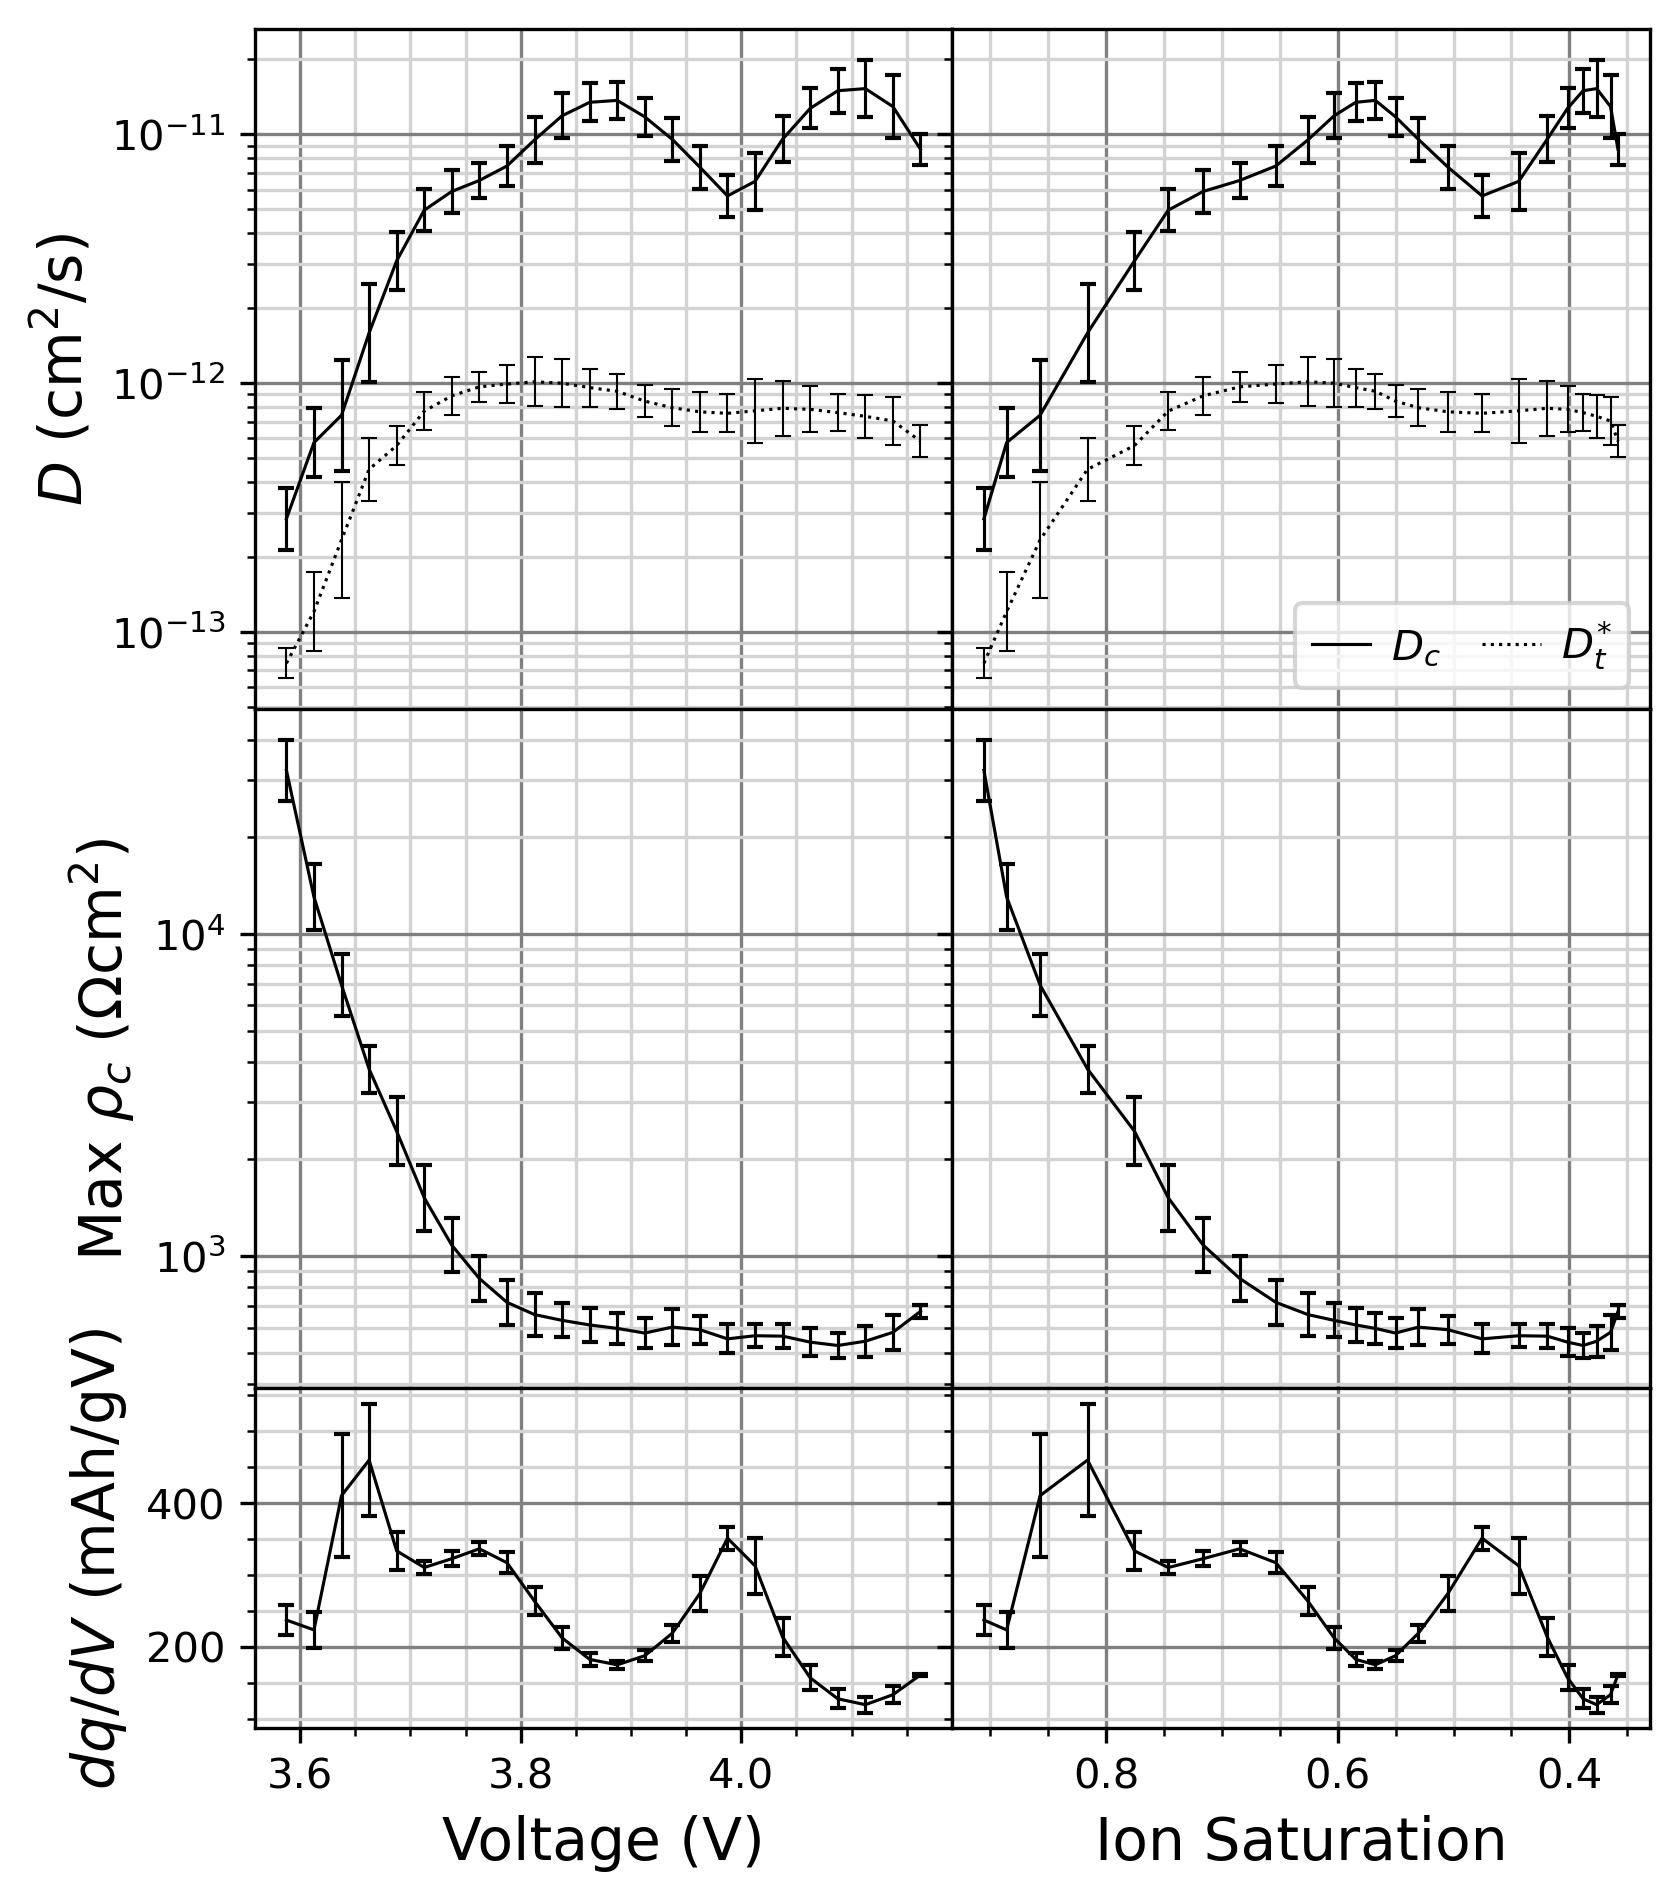 D (cm²/s)
10⁻¹¹
10⁻¹²
10⁻¹³
D_c D_t^*
Max ρ_c (Ωcm²)
10⁴
10³
dq/dV (mAh/gV)
400
200
3.6 3.8 4.0 0.8 0.6 0.4
Voltage (V) Ion Saturation